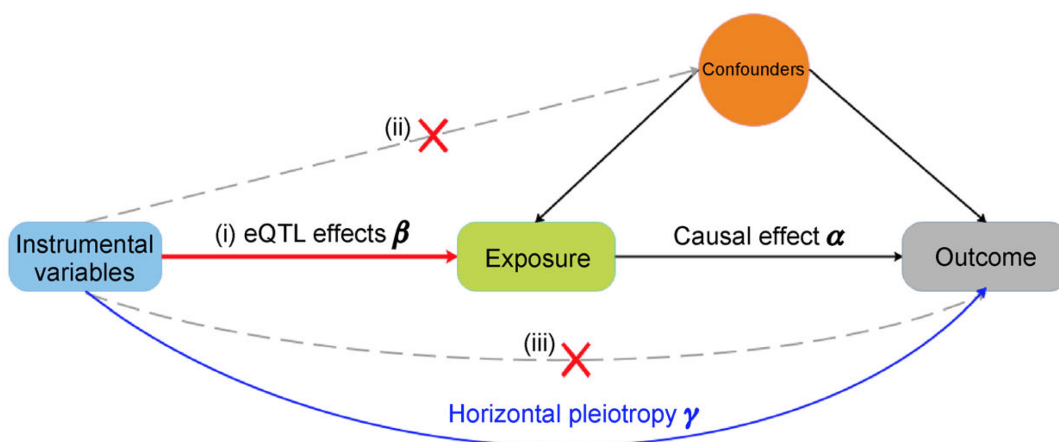 Confounders
(ii)
Instrumental
variables
(i) eQTL effects β
Exposure
Causal effect α
Outcome
(iii)
Horizontal pleiotropy γ